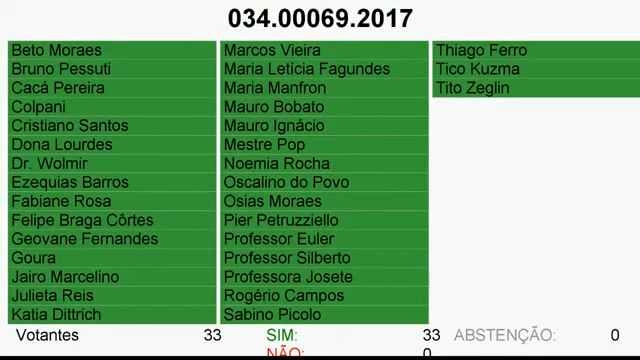 034.00069.2017
Beto Moraes
Bruno Pessuti
Cacá Pereira
Colpani
Cristiano Santos
Dona Lourdes
Dr. Wolmir
Ezequias Barros
Fabiane Rosa
Felipe Braga Côrtes
Geovane Fernandes
Goura
Jairo Marcelino
Julieta Reis
Katia Dittrich
Marcos Vieira
Maria Letícia Fagundes
Maria Manfron
Mauro Bobato
Mauro Ignácio
Mestre Pop
Noemia Rocha
Oscalino do Povo
Osias Moraes
Pier Petruzziello
Professor Euler
Professor Silberto
Professora Josete
Rogério Campos
Sabino Picolo
Thiago Ferro
Tico Kuzma
Tito Zeglin
Votantes 33 SIM: 33 ABSTENÇÃO: 0
NÃO: 0